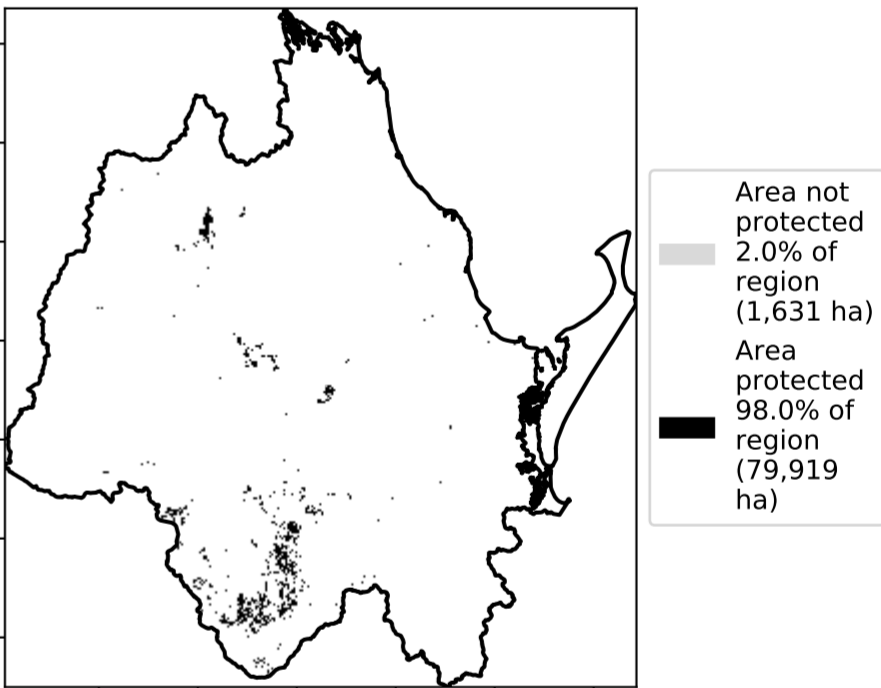 Area not
protected
2.0% of
region
(1,631 ha)
Area
protected
98.0% of
region
(79,919
ha)